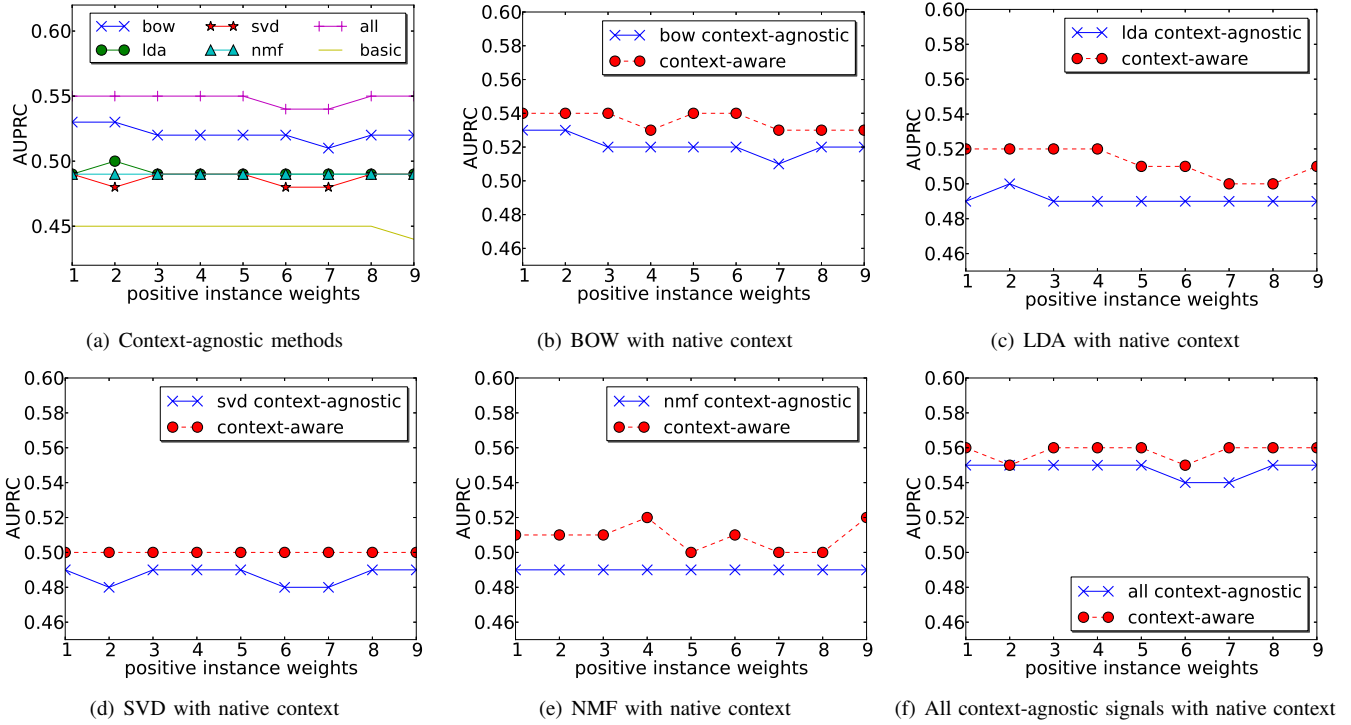 bow svd all
lda nmf basic
AUPRC
0.60
0.55
0.50
0.45
1 2 3 4 5 6 7 8 9
positive instance weights
(a) Context-agnostic methods
bow context-agnostic
context-aware
AUPRC
0.60
0.58
0.56
0.54
0.52
0.50
0.48
0.46
1 2 3 4 5 6 7 8 9
positive instance weights
(b) BOW with native context
lda context-agnostic
context-aware
AUPRC
0.60
0.58
0.56
0.54
0.52
0.50
0.48
0.46
1 2 3 4 5 6 7 8 9
positive instance weights
(c) LDA with native context
svd context-agnostic
context-aware
AUPRC
0.60
0.58
0.56
0.54
0.52
0.50
0.48
0.46
1 2 3 4 5 6 7 8 9
positive instance weights
(d) SVD with native context
nmf context-agnostic
context-aware
AUPRC
0.60
0.58
0.56
0.54
0.52
0.50
0.48
0.46
1 2 3 4 5 6 7 8 9
positive instance weights
(e) NMF with native context
AUPRC
0.60
0.58
0.56
0.54
0.52
0.50
0.48
0.46
all context-agnostic
context-aware
1 2 3 4 5 6 7 8 9
positive instance weights
(f) All context-agnostic signals with native context